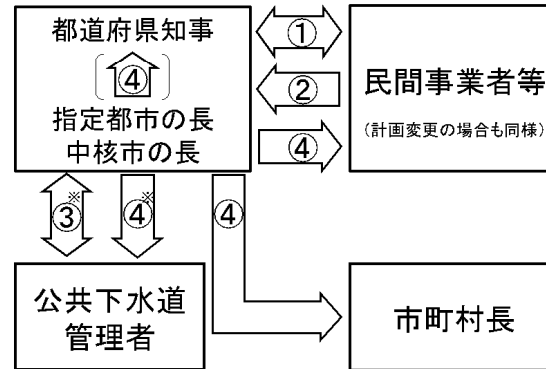 都道府県知事
④
指定都市の長
中核市の長
①
②
④
民間事業者等
(計画変更の場合も同様)
③※
④※
④
公共下水道
管理者
市町村長